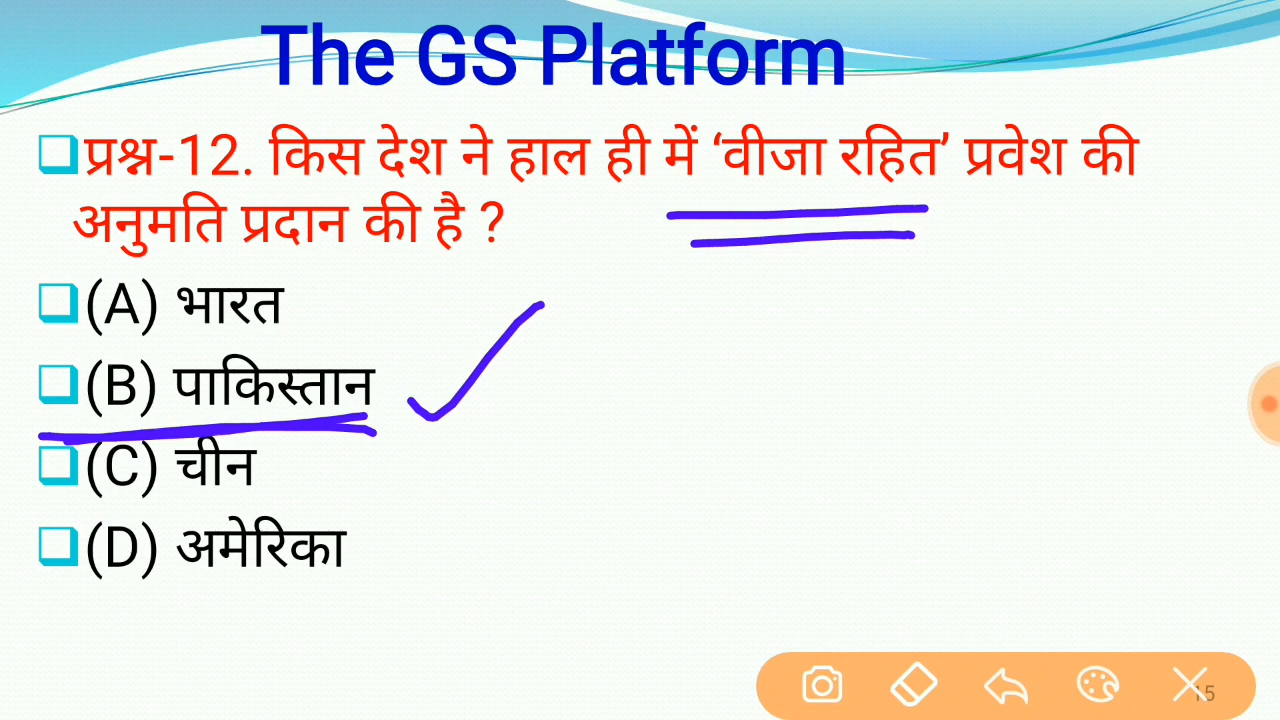 The GS Platform
प्रश्न-12. किस देश ने हाल ही में ‘वीजा रहित’ प्रवेश की
अनुमति प्रदान की है ?
(A) भारत
(B) पाकिस्तान
(C) चीन
(D) अमेरिका
15